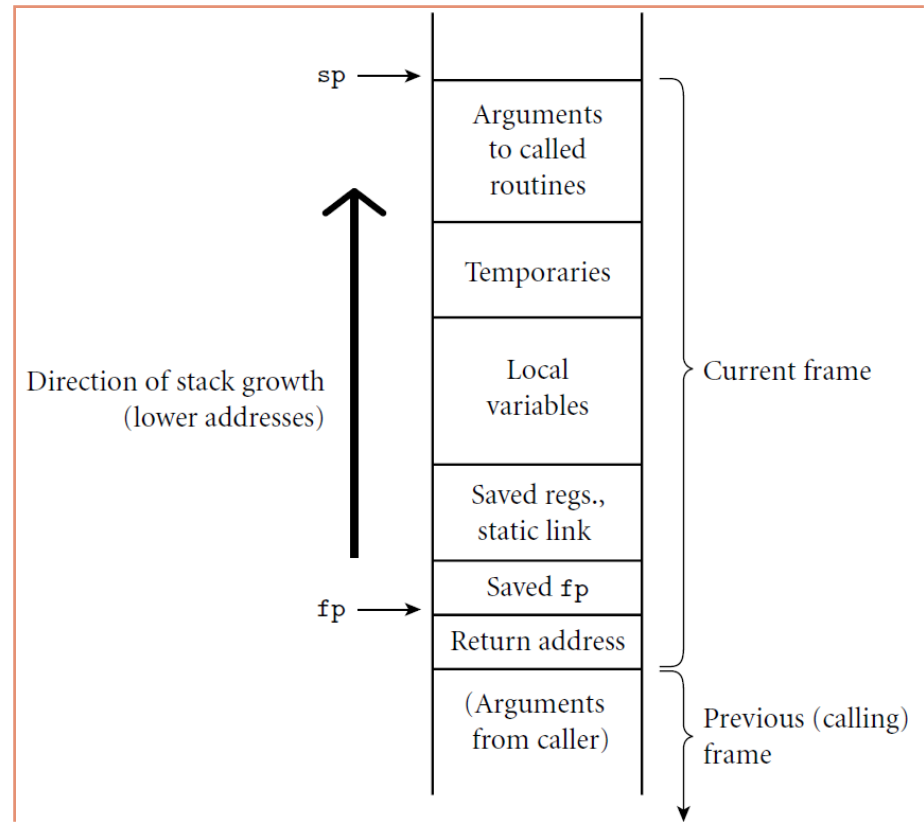 sp
Arguments
to called
routines
Temporaries
Direction of stack growth
(lower addresses)
Local
variables
Current frame
Saved regs.,
static link
Saved fp
fp
Return address
(Arguments
from caller)
Previous (calling)
frame